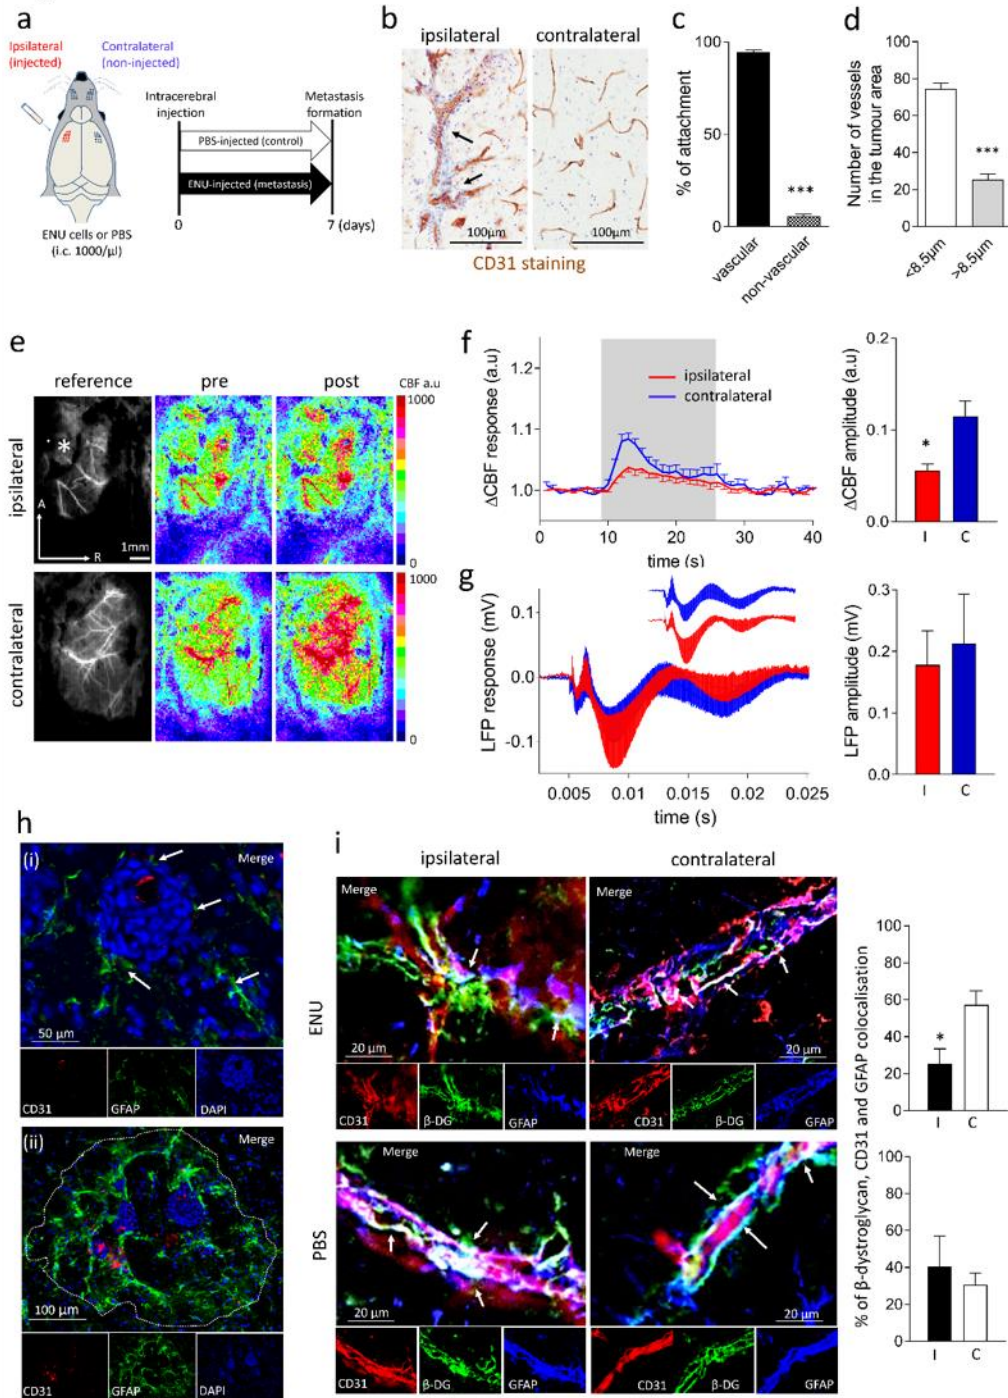 a
Ipsilateral
(injected)
Contralateral
(non-injected)
ENU cells or PBS
(i.c. 1000/μl)
Intracerebral
injection
Metastasis
formation
PBS-injected (control)
ENU-injected (metastasis)
0
7 (days)
b
ipsilateral
contralateral
100μm
100μm
CD31 staining
c
% of attachment
100
50
0
***
vascular
non-vascular
d
Number of vessels
in the tumour area
100
80
60
40
20
0
***
<8.5μm
>8.5μm
e
reference
pre
post
CBF a.u
1000
ipsilateral
*
A
R
1mm
0
contralateral
1000
0
f
ΔCBF response (a.u)
1.2
1.1
1.0
ipsilateral
contralateral
0
10
20
30
40
time (s)
ΔCBF amplitude (a.u)
0.2
0.1
0.0
*
I
C
g
LFP response (mV)
0.1
0.0
-0.1
0.005
0.01
0.015
0.02
0.025
time (s)
LFP amplitude (mV)
0.3
0.2
0.1
0.0
I
C
h
(i)
Merge
50 μm
CD31
GFAP
DAPI
(ii)
Merge
100 μm
CD31
GFAP
DAPI
i
ipsilateral
contralateral
ENU
Merge
Merge
20 μm
20 μm
CD31
β-DG
GFAP
CD31
β-DG
GFAP
PBS
Merge
Merge
20 μm
20 μm
CD31
β-DG
GFAP
CD31
β-DG
GFAP
% of β-dystroglycan, CD31 and GFAP colocalisation
100
80
60
40
20
0
*
I
C
100
80
60
40
20
0
I
C